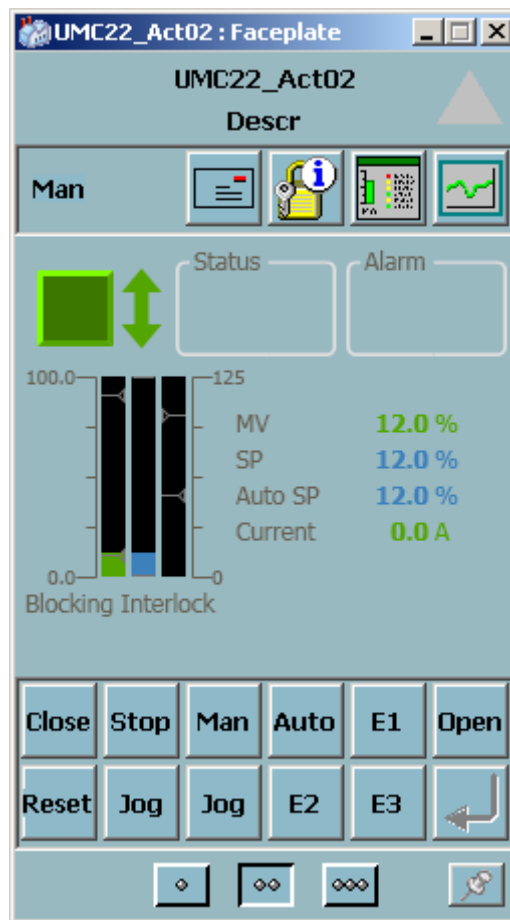 UMC22_Act02 : Faceplate
UMC22_Act02
Descr
Man
Status
Alarm
100.0
125
MV 12.0 %
SP 12.0 %
Auto SP 12.0 %
Current 0.0 A
0.0
0
Blocking Interlock
Close Stop Man Auto E1 Open
Reset Jog Jog E2 E3